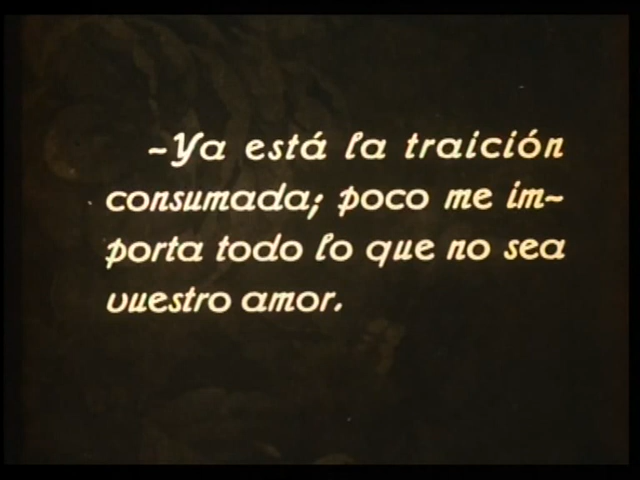 ~Ya está la traición
consumada; poco me im~
porta todo lo que no sea
vuestro amor.